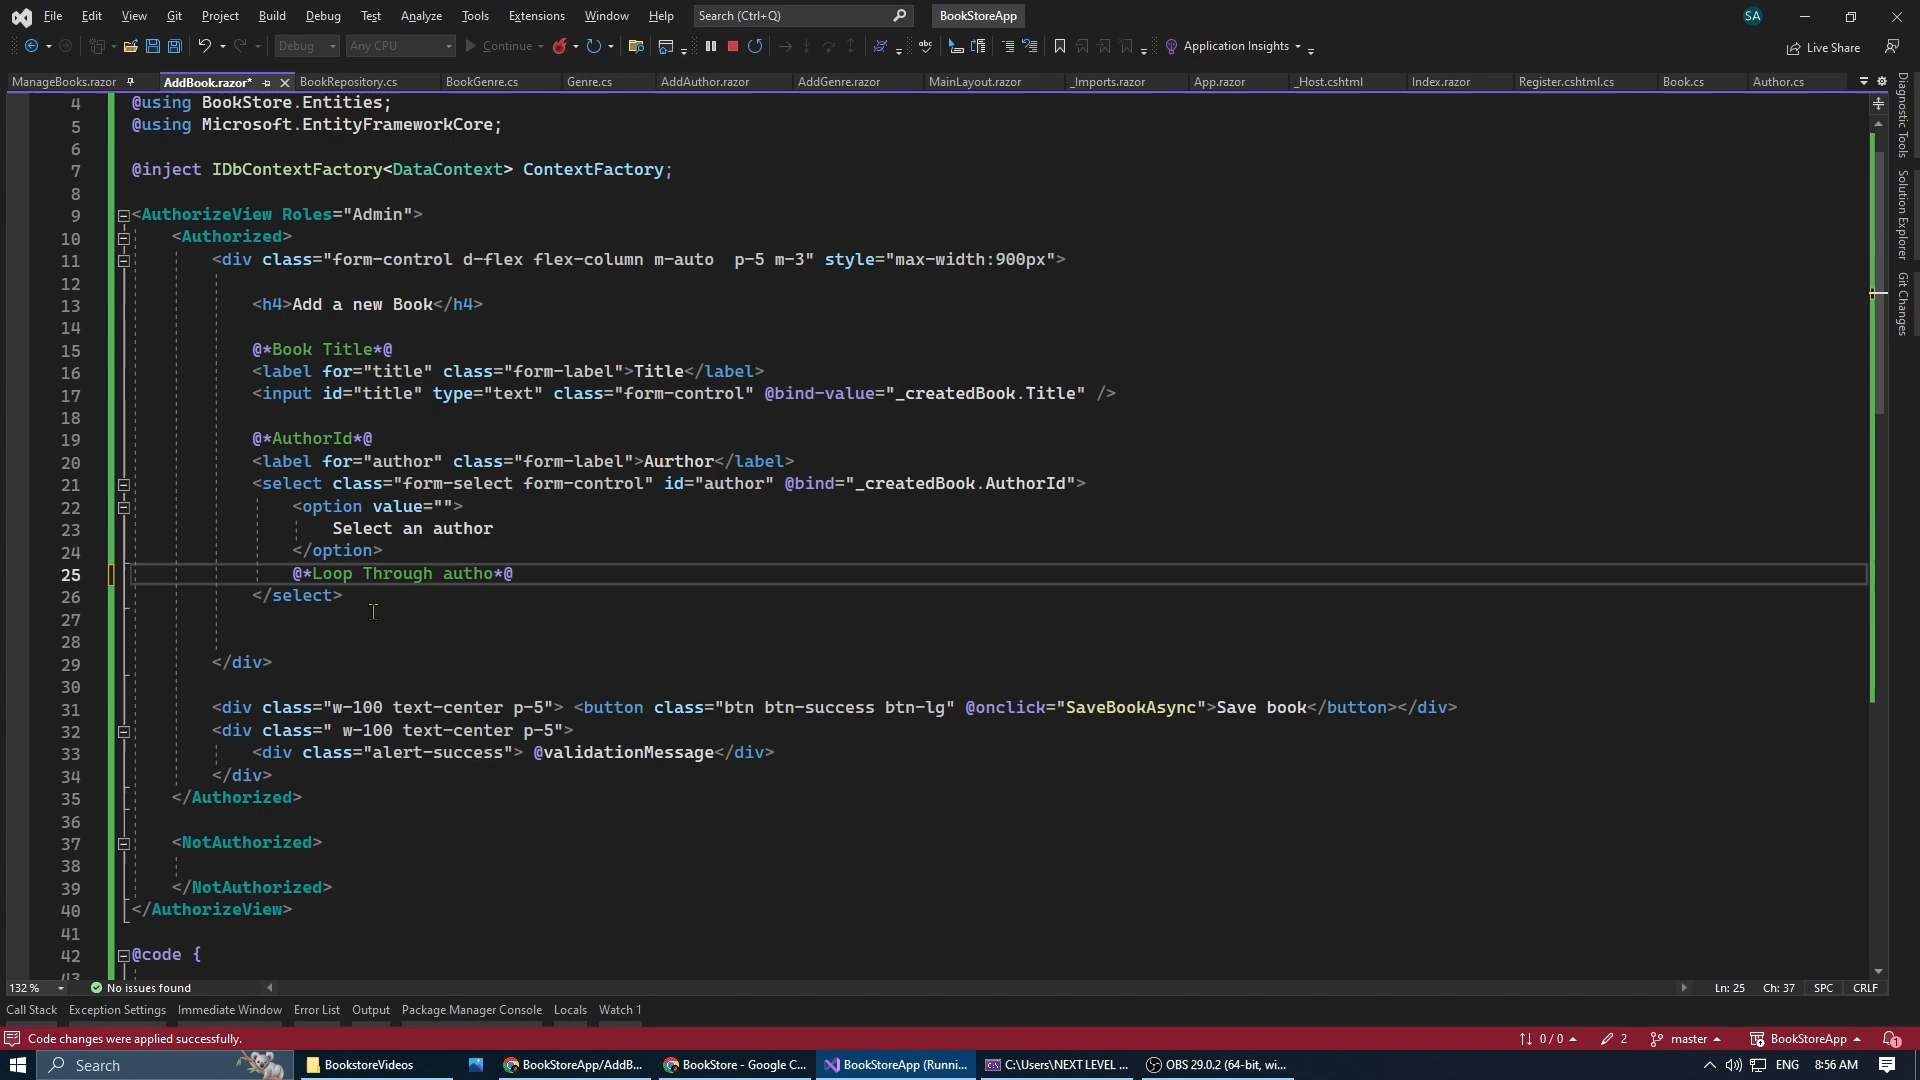 File Edit View Git Project Build Debug Test Analyze Tools Extensions Window Help Search (Ctrl+Q) BookStoreApp SA
Debug Any CPU Continue Application Insights Live Share
ManageBooks.razor AddBook.razor* BookRepository.cs BookGenre.cs Genre.cs AddAuthor.razor AddGenre.razor MainLayout.razor _Imports.razor App.razor _Host.cshtml Index.razor Register.cshtml.cs Book.cs Author.cs
4 @using BookStore.Entities;
5 @using Microsoft.EntityFrameworkCore;
6
7 @inject IDbContextFactory<DataContext> ContextFactory;
8
9 <AuthorizeView Roles="Admin">
10 <Authorized>
11 <div class="form-control d-flex flex-column m-auto  p-5 m-3" style="max-width:900px">
12
13 <h4>Add a new Book</h4>
14
15 @*Book Title*@
16 <label for="title" class="form-label">Title</label>
17 <input id="title" type="text" class="form-control" @bind-value="_createdBook.Title" />
18
19 @*AuthorId*@
20 <label for="author" class="form-label">Aurthor</label>
21 <select class="form-select form-control" id="author" @bind="_createdBook.AuthorId">
22 <option value="">
23 Select an author
24 </option>
25 @*Loop Through autho*@
26 </select>
27
28
29 </div>
30
31 <div class="w-100 text-center p-5"> <button class="btn btn-success btn-lg" @onclick="SaveBookAsync">Save book</button></div>
32 <div class=" w-100 text-center p-5">
33 <div class="alert-success"> @validationMessage</div>
34 </div>
35 </Authorized>
36
37 <NotAuthorized>
38
39 </NotAuthorized>
40 </AuthorizeView>
41
42 @code {
43
Diagnostic Tools
Solution Explorer
Git Changes
132 % No issues found Ln: 25 Ch: 37 SPC CRLF
Call Stack Exception Settings Immediate Window Error List Output Package Manager Console Locals Watch 1
Code changes were applied successfully. 0 / 0 2 master BookStoreApp 1
Search BookstoreVideos BookStoreApp/AddB... BookStore - Google C... BookStoreApp (Runni... C:\Users\NEXT LEVEL ... OBS 29.0.2 (64-bit, wi... ENG 8:56 AM